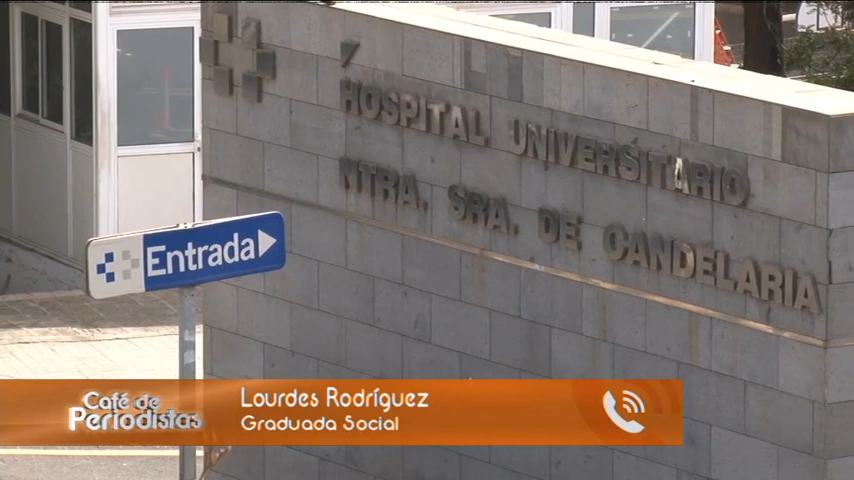 HOSPITAL UNIVERSITARIO
NTRA. SRA. DE CANDELARIA
Entrada
Café de
Periodistas
Lourdes Rodríguez
Graduada Social